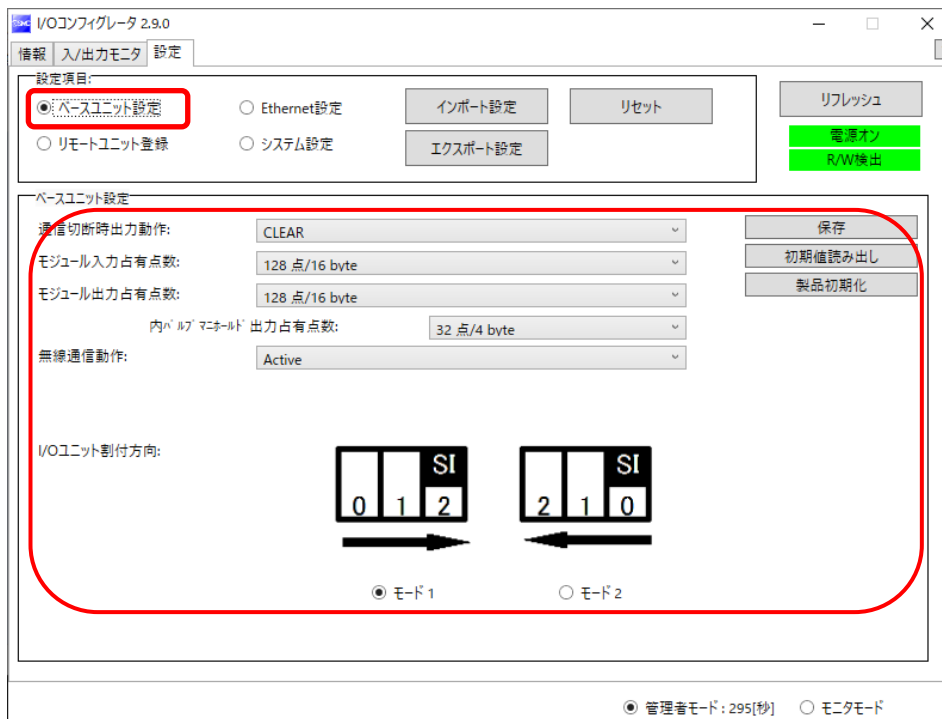 I/Oコンフィグレータ 2.9.0
情報 入/出力モニタ 設定
設定項目:
ベースユニット設定 Ethernet設定 インポート設定 リセット リフレッシュ
リモートユニット登録 システム設定 エクスポート設定 電源オン
R/W検出
ベースユニット設定
通信切断時出力動作: CLEAR 保存
モジュール入力占有点数: 128 点/16 byte 初期値読み出し
モジュール出力占有点数: 128 点/16 byte 製品初期化
内バルブマニホールド出力占有点数: 32 点/4 byte
無線通信動作: Active
I/Oユニット割付方向:
SI SI
0 1 2 2 1 0
モード 1 モード 2
管理者モード : 295[秒] モニタモード